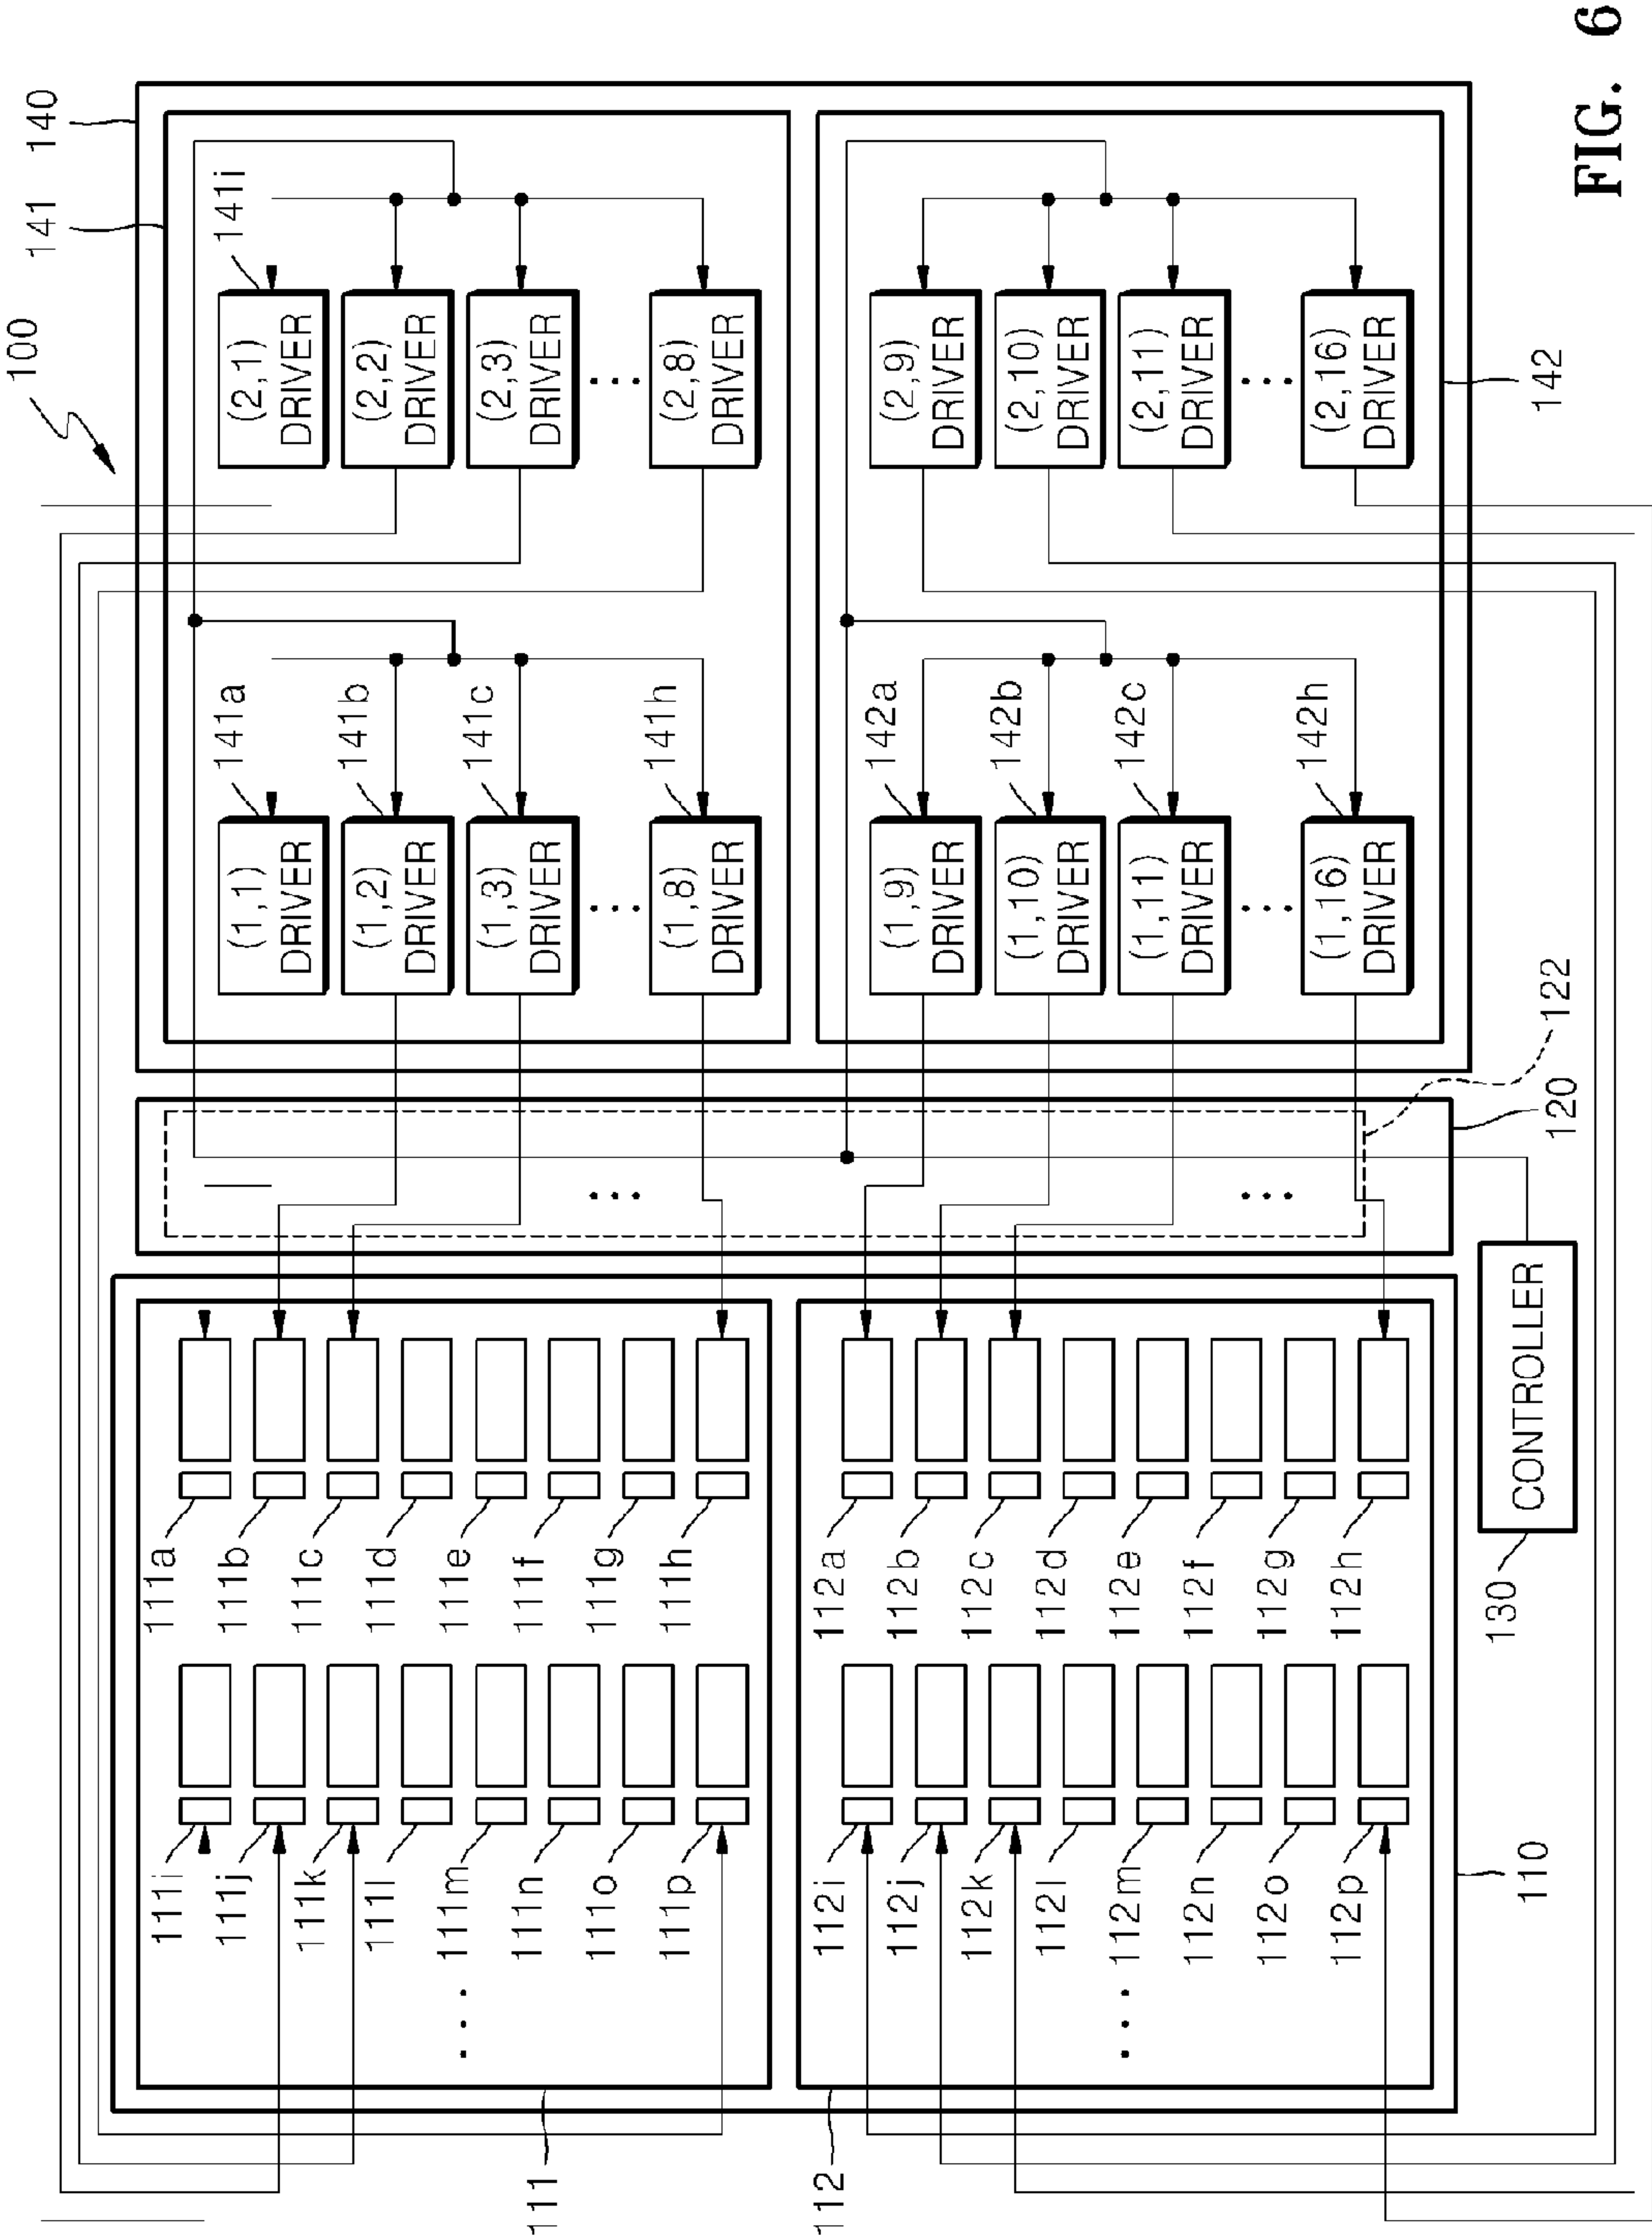 100
141
140
141i
(2,1)
DRIVER
(2,2)
DRIVER
(2,3)
DRIVER
...
(2,8)
DRIVER
(2,9)
DRIVER
(2,10)
DRIVER
(2,11)
DRIVER
...
(2,16)
DRIVER
142
141a
141b
141c
141h
142a
142b
142c
142h
(1,1)
DRIVER
(1,2)
DRIVER
(1,3)
DRIVER
...
(1,8)
DRIVER
(1,9)
DRIVER
(1,10)
DRIVER
(1,11)
DRIVER
...
(1,16)
DRIVER
122
120
...
...
111a
111b
111c
111d
111e
111f
111g
111h
112a
112b
112c
112d
112e
112f
112g
112h
CONTROLLER
130
111i
111j
111k
111l
111m
111n
111o
111p
112i
112j
112k
112l
112m
112n
112o
112p
...
...
110
111
112
FIG. 6